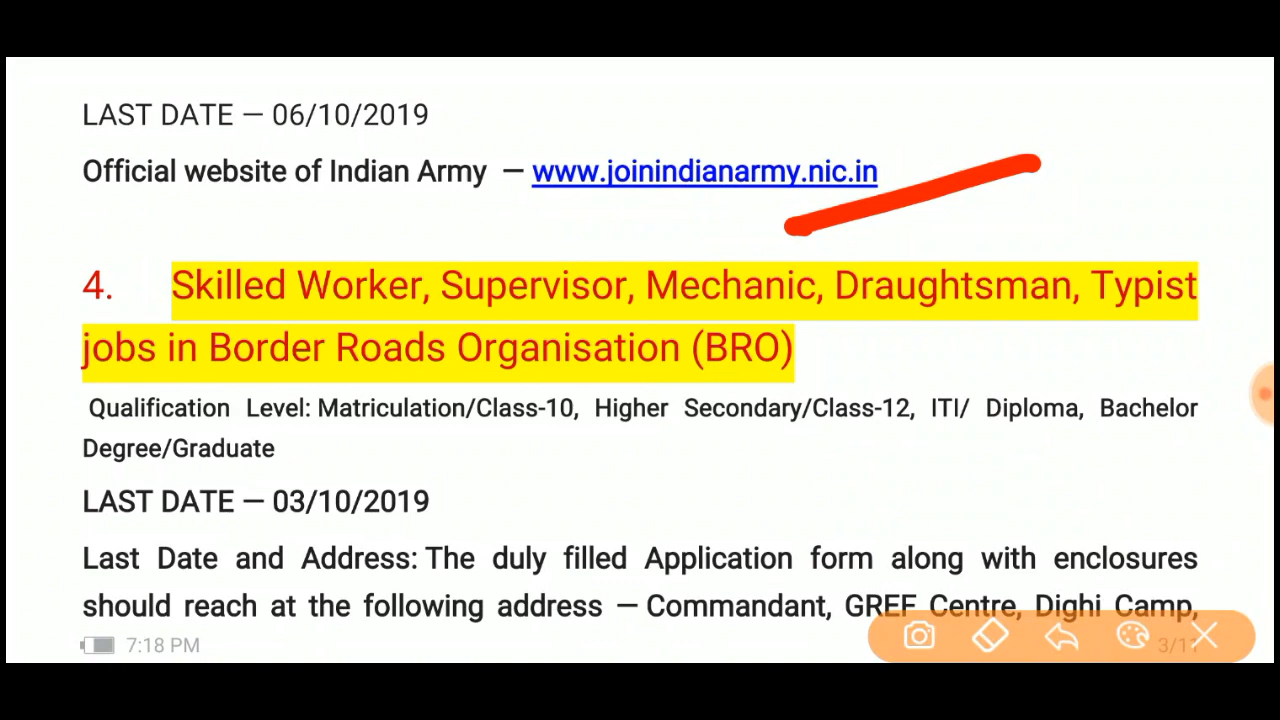 LAST DATE — 06/10/2019
Official website of Indian Army — www.joinindianarmy.nic.in
4. Skilled Worker, Supervisor, Mechanic, Draughtsman, Typist
jobs in Border Roads Organisation (BRO)
Qualification Level: Matriculation/Class-10, Higher Secondary/Class-12, ITI/ Diploma, Bachelor
Degree/Graduate
LAST DATE — 03/10/2019
Last Date and Address: The duly filled Application form along with enclosures
should reach at the following address — Commandant, GREF Centre, Dighi Camp,
7:18 PM
3/11